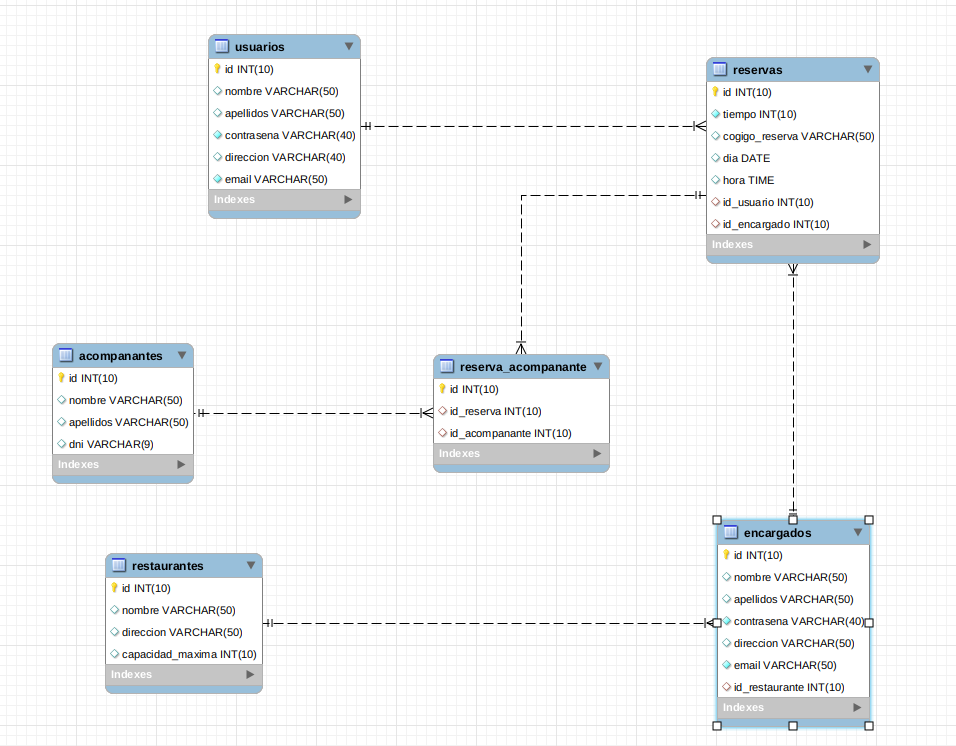 usuarios
id INT(10)
nombre VARCHAR(50)
apellidos VARCHAR(50)
contrasena VARCHAR(40)
direccion VARCHAR(40)
email VARCHAR(50)
Indexes
reservas
id INT(10)
tiempo INT(10)
cogigo_reserva VARCHAR(50)
dia DATE
hora TIME
id_usuario INT(10)
id_encargado INT(10)
Indexes
acompanantes
id INT(10)
nombre VARCHAR(50)
apellidos VARCHAR(50)
dni VARCHAR(9)
Indexes
reserva_acompanante
id INT(10)
id_reserva INT(10)
id_acompanante INT(10)
Indexes
restaurantes
id INT(10)
nombre VARCHAR(50)
direccion VARCHAR(50)
capacidad_maxima INT(10)
Indexes
encargados
id INT(10)
nombre VARCHAR(50)
apellidos VARCHAR(50)
contrasena VARCHAR(40)
direccion VARCHAR(50)
email VARCHAR(50)
id_restaurante INT(10)
Indexes